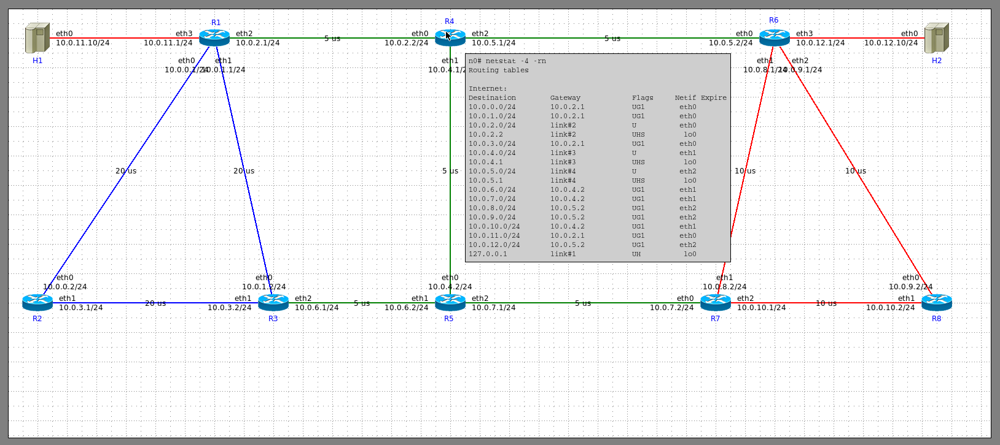 R1
R4
R6
eth0
eth3
eth2
eth0
eth2
eth0
eth3
eth0
10.0.11.10/24
10.0.11.1/24
10.0.2.1/24
5 us
10.0.2.2/24
10.0.5.1/24
5 us
10.0.5.2/24
10.0.12.1/24
10.0.12.10/24
H1
eth0
eth1
eth1
eth1
eth2
H2
10.0.0.1/24
10.0.1.1/24
10.0.4.1/2
10.0.8.1/24
10.0.9.1/24
n0# netstat -4 -rn
Routing tables
Internet:
Destination Gateway Flags Netif Expire
10.0.0.0/24 10.0.2.1 UG1 eth0
10.0.1.0/24 10.0.2.1 UG1 eth0
10.0.2.0/24 link#2 U eth0
10.0.2.2 link#2 UHS lo0
10.0.3.0/24 10.0.2.1 UG1 eth0
10.0.4.0/24 link#3 U eth1
10.0.4.1 link#3 UHS lo0
10.0.5.0/24 link#4 U eth2
10.0.5.1 link#4 UHS lo0
10.0.6.0/24 10.0.4.2 UG1 eth1
10.0.7.0/24 10.0.4.2 UG1 eth1
10.0.8.0/24 10.0.5.2 UG1 eth2
10.0.9.0/24 10.0.5.2 UG1 eth2
10.0.10.0/24 10.0.4.2 UG1 eth1
10.0.11.0/24 10.0.2.1 UG1 eth0
10.0.12.0/24 10.0.5.2 UG1 eth2
127.0.0.1 link#1 UH lo0
20 us
20 us
5 us
10 us
10 us
eth0
eth0
eth0
eth1
eth0
10.0.0.2/24
10.0.1.2/24
10.0.4.2/24
10.0.8.2/24
10.0.9.2/24
eth1
eth1
eth2
eth1
eth2
eth0
eth2
eth1
10.0.3.1/24
20 us
10.0.3.2/24
10.0.6.1/24
5 us
10.0.6.2/24
10.0.7.1/24
5 us
10.0.7.2/24
10.0.10.1/24
10 us
10.0.10.2/24
R2
R3
R5
R7
R8